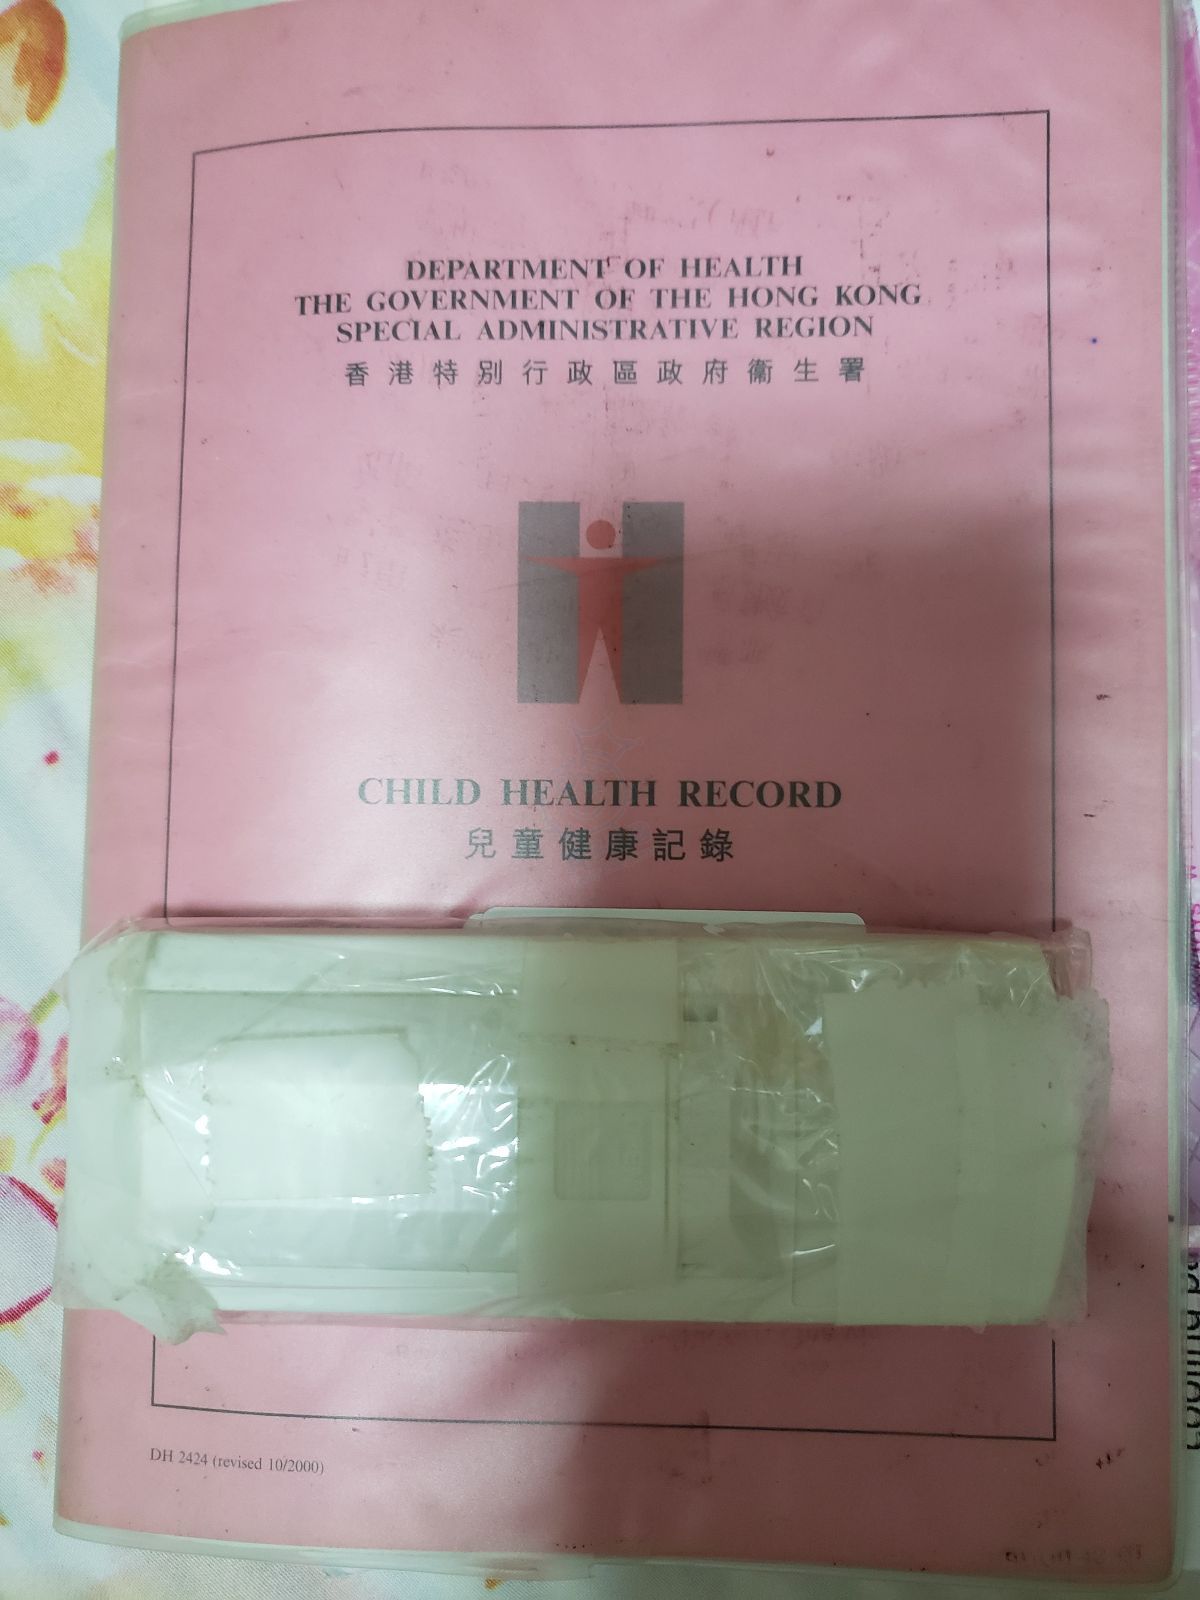 DEPARTMENT OF HEALTH
THE GOVERNMENT OF THE HONG KONG
SPECIAL ADMINISTRATIVE REGION
香港特別行政區政府衞生署
CHILD HEALTH RECORD
兒童健康記錄
DH 2424 (revised 10/2000)